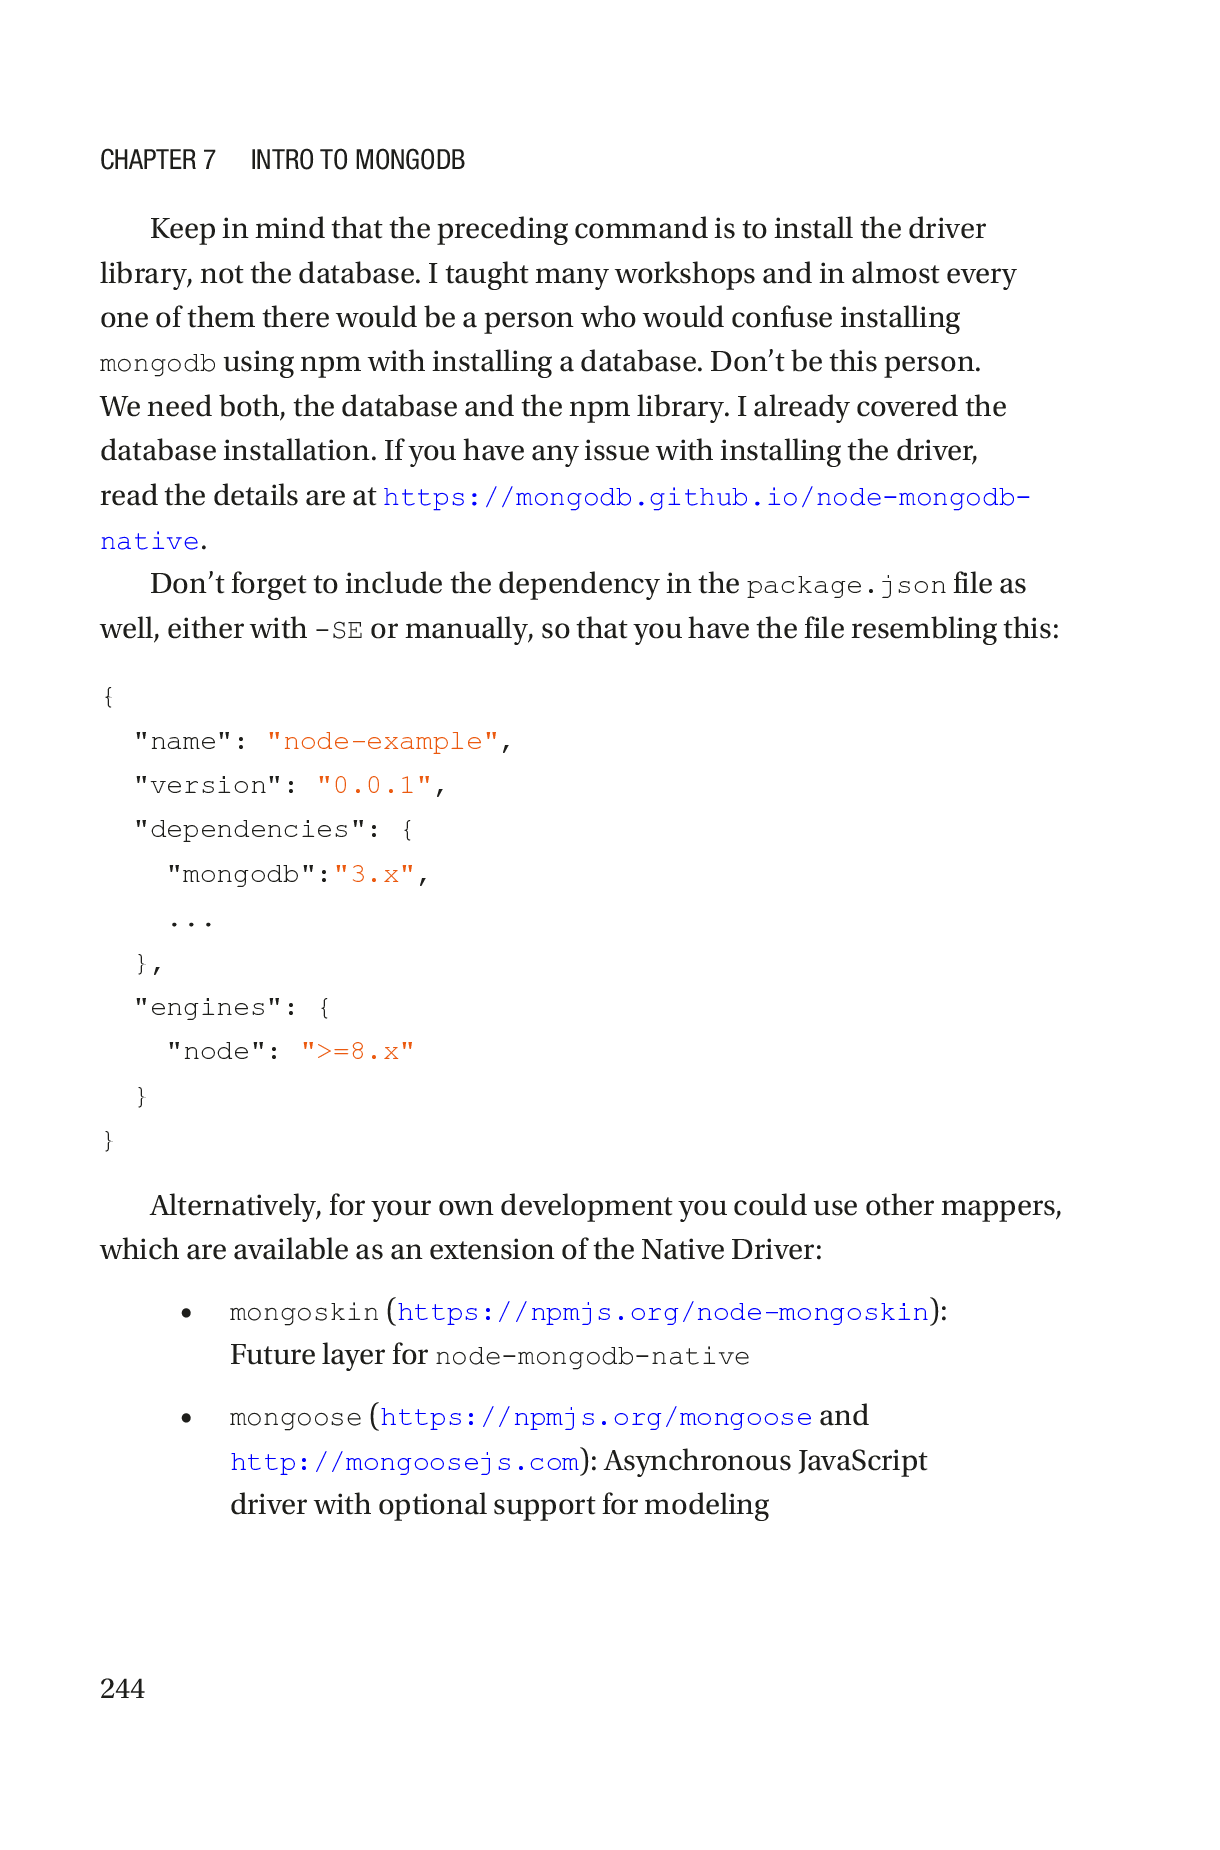 CHAPTER 7 INTRO TO MONGODB
Keep in mind that the preceding command is to install the driver
library, not the database. I taught many workshops and in almost every
one of them there would be a person who would confuse installing
mongodb using npm with installing a database. Don’t be this person.
We need both, the database and the npm library. I already covered the
database installation. If you have any issue with installing the driver,
read the details are at https://mongodb.github.io/node-mongodb-
native.
Don’t forget to include the dependency in the package.json file as
well, either with -SE or manually, so that you have the file resembling this:
{
  "name": "node-example",
  "version": "0.0.1",
  "dependencies": {
    "mongodb":"3.x",
    ...
  },
  "engines": {
    "node": ">=8.x"
  }
}
Alternatively, for your own development you could use other mappers,
which are available as an extension of the Native Driver:
• mongoskin (https://npmjs.org/node-mongoskin):
Future layer for node-mongodb-native
• mongoose (https://npmjs.org/mongoose and
http://mongoosejs.com): Asynchronous JavaScript
driver with optional support for modeling
244